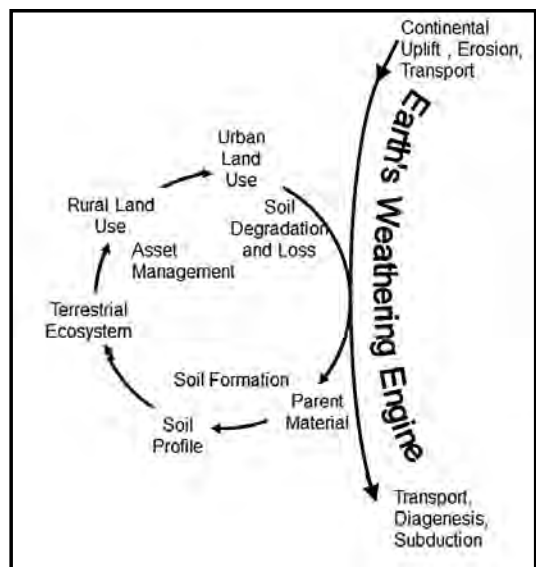 Continental
Uplift , Erosion,
Transport
Earth's Weathering Engine
Urban
Land
Use
Rural Land
Use
Soil
Degradation
and Loss
Asset
Management
Terrestrial
Ecosystem
Soil Formation
Parent
Material
Soil
Profile
Transport,
Diagenesis,
Subduction